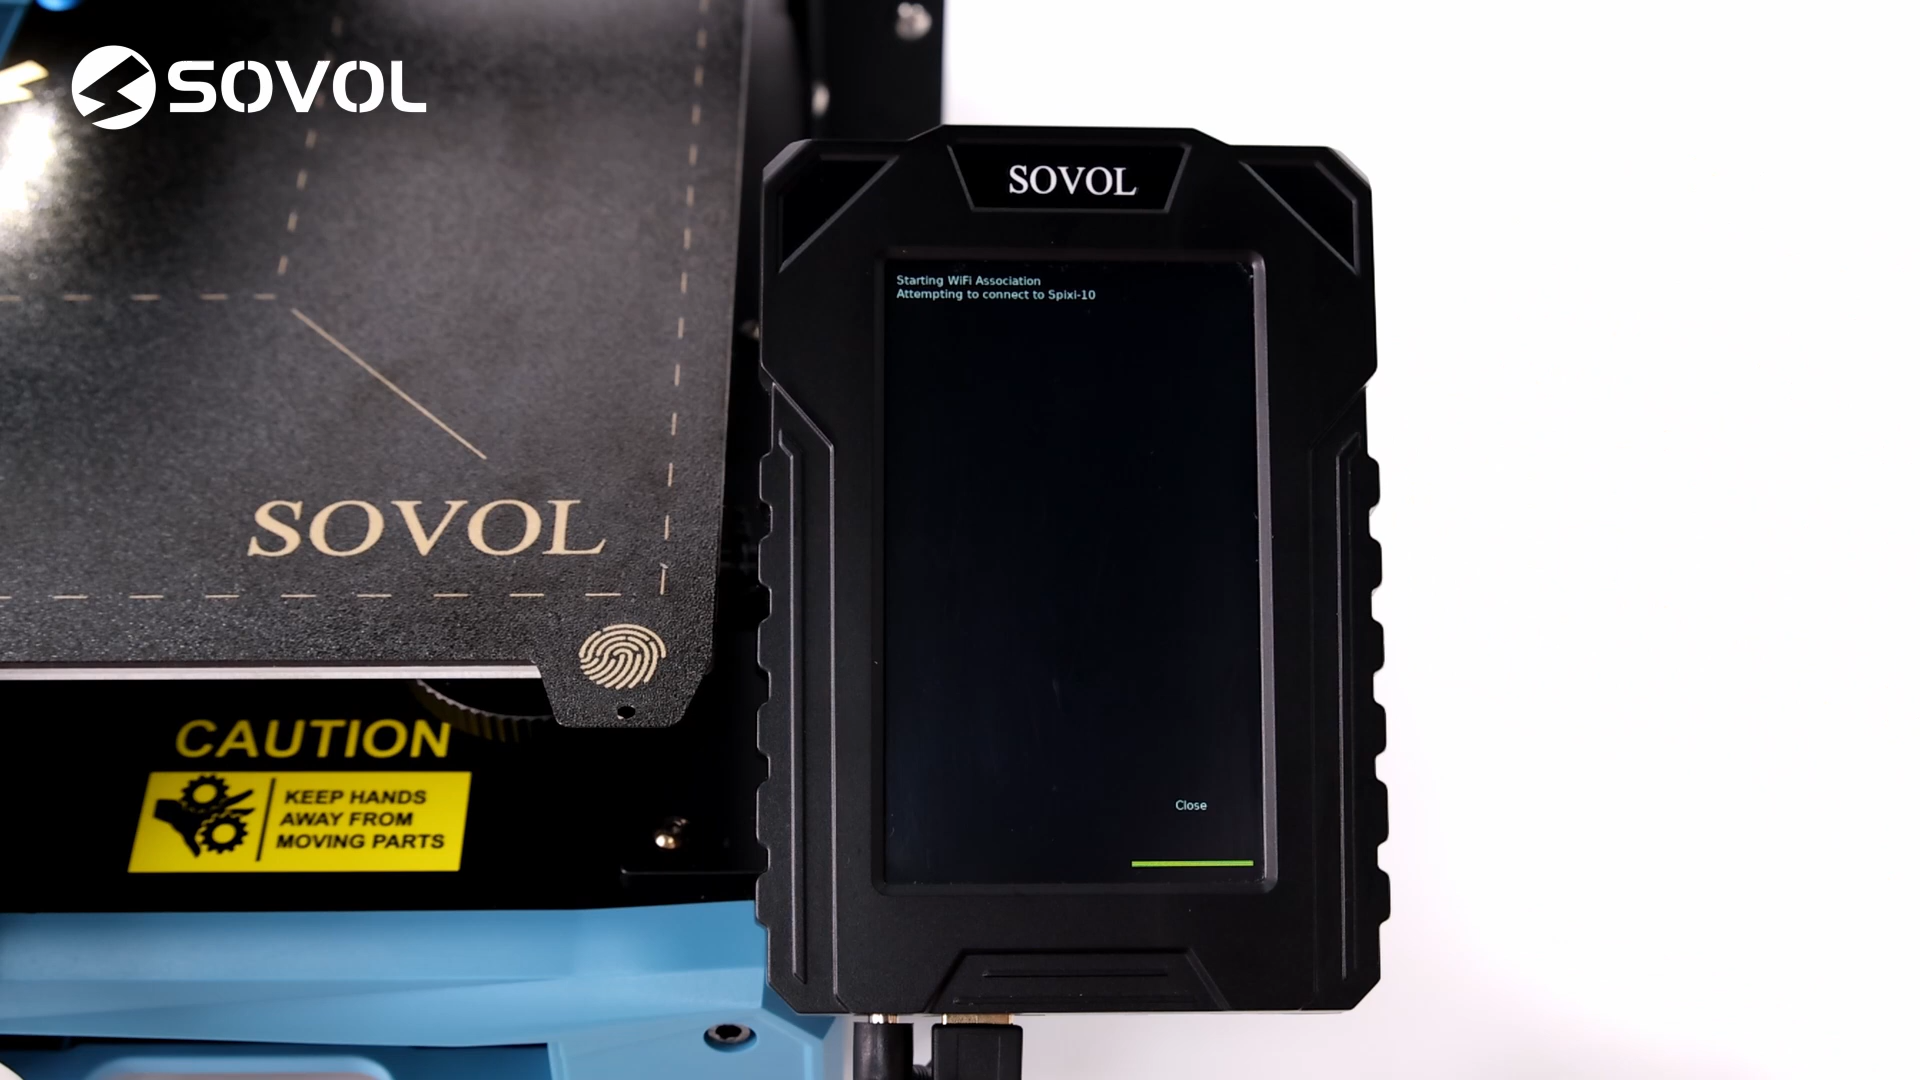 SOVOL
SOVOL
Starting WiFi Association
Attempting to connect to Spixi-10
Close
SOVOL
CAUTION
KEEP HANDS
AWAY FROM
MOVING PARTS